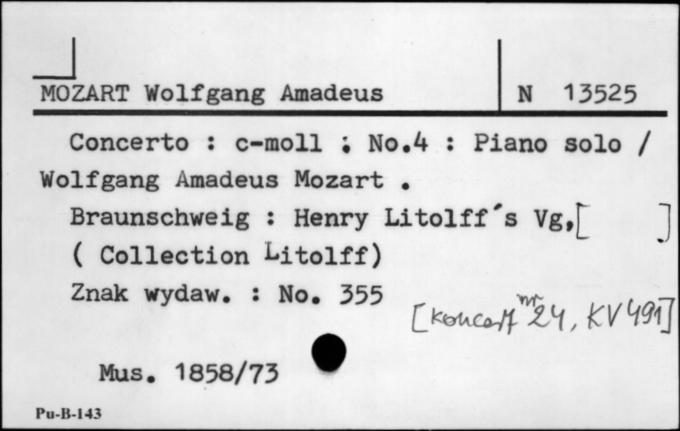 MOZART Wolfgang Amadeus N 13525
Concerto : c-moll ; No.4 : Piano solo /
Wolfgang Amadeus Mozart .
Braunschweig : Henry Litolff´s Vg,[ ]
( Collection Litolff)
Znak wydaw. : No. 355
[Koncert nr 24, KV 491]
Mus. 1858/73
Pu-B-143